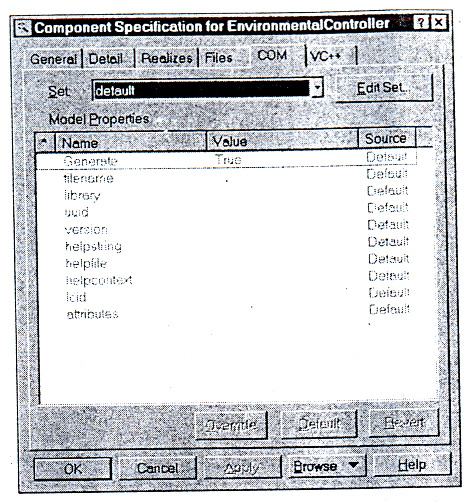 Component Specification for EnvironmentalController ? X
General Detail Realizes Files COM VC++
Set default Edit Set...
Model Properties
Name Value Source
Generate True Default
filename Default
library Default
uuid Default
version Default
helpstring Default
helpfile Default
helpcontext Default
lcid Default
attributes Default
Override Default Revert
OK Cancel Apply Browse Help